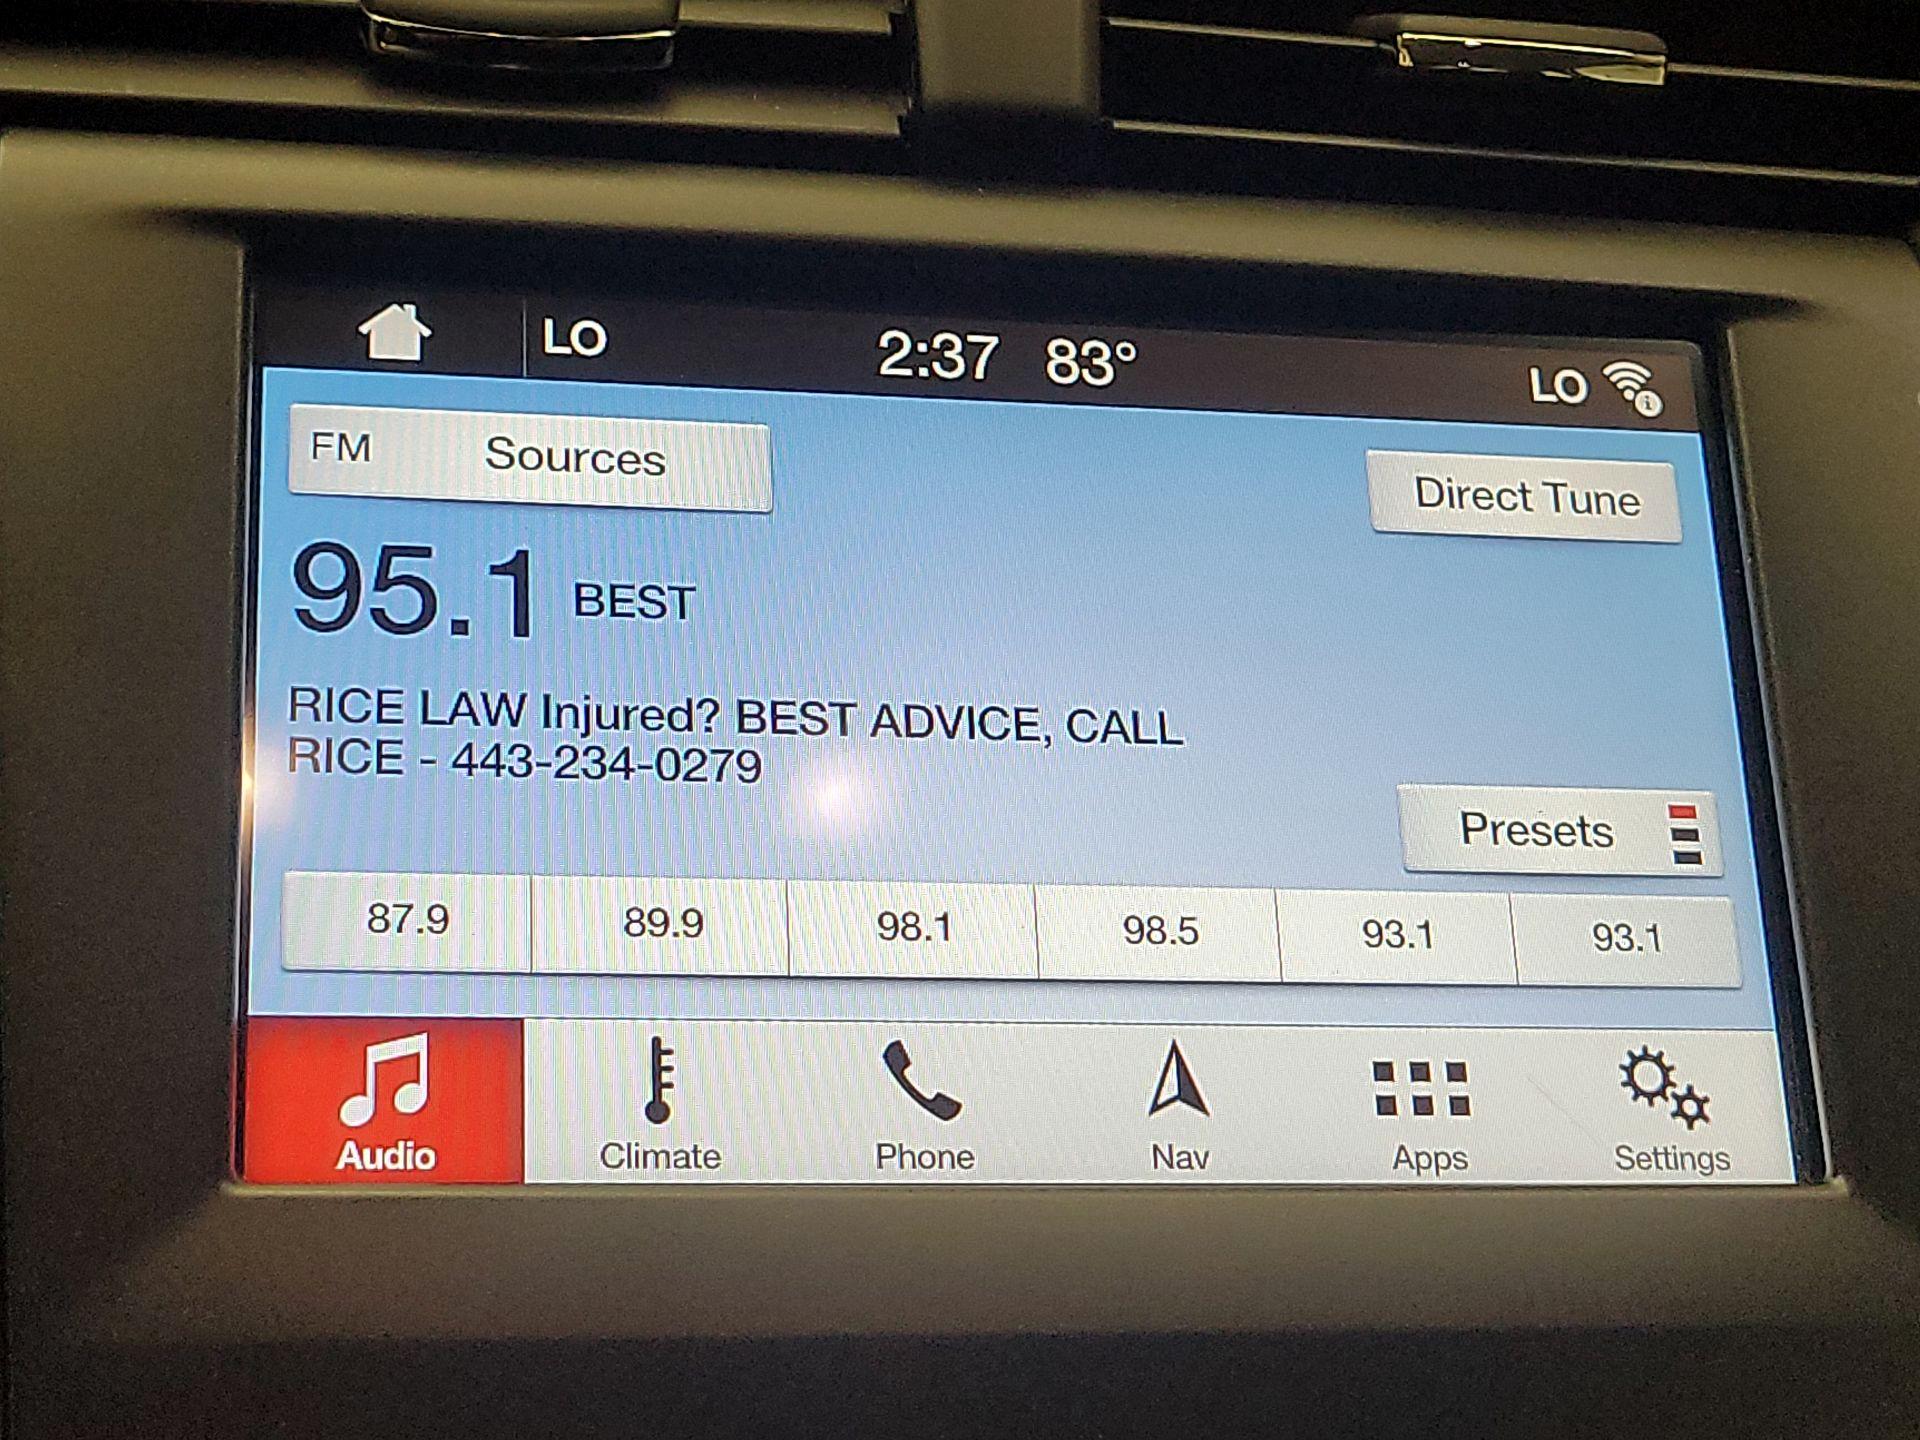 LO 2:37 83° LO
FM Sources Direct Tune
95.1 BEST
RICE LAW Injured? BEST ADVICE, CALL
RICE - 443-234-0279
Presets
87.9 89.9 98.1 98.5 93.1 93.1
Audio Climate Phone Nav Apps Settings